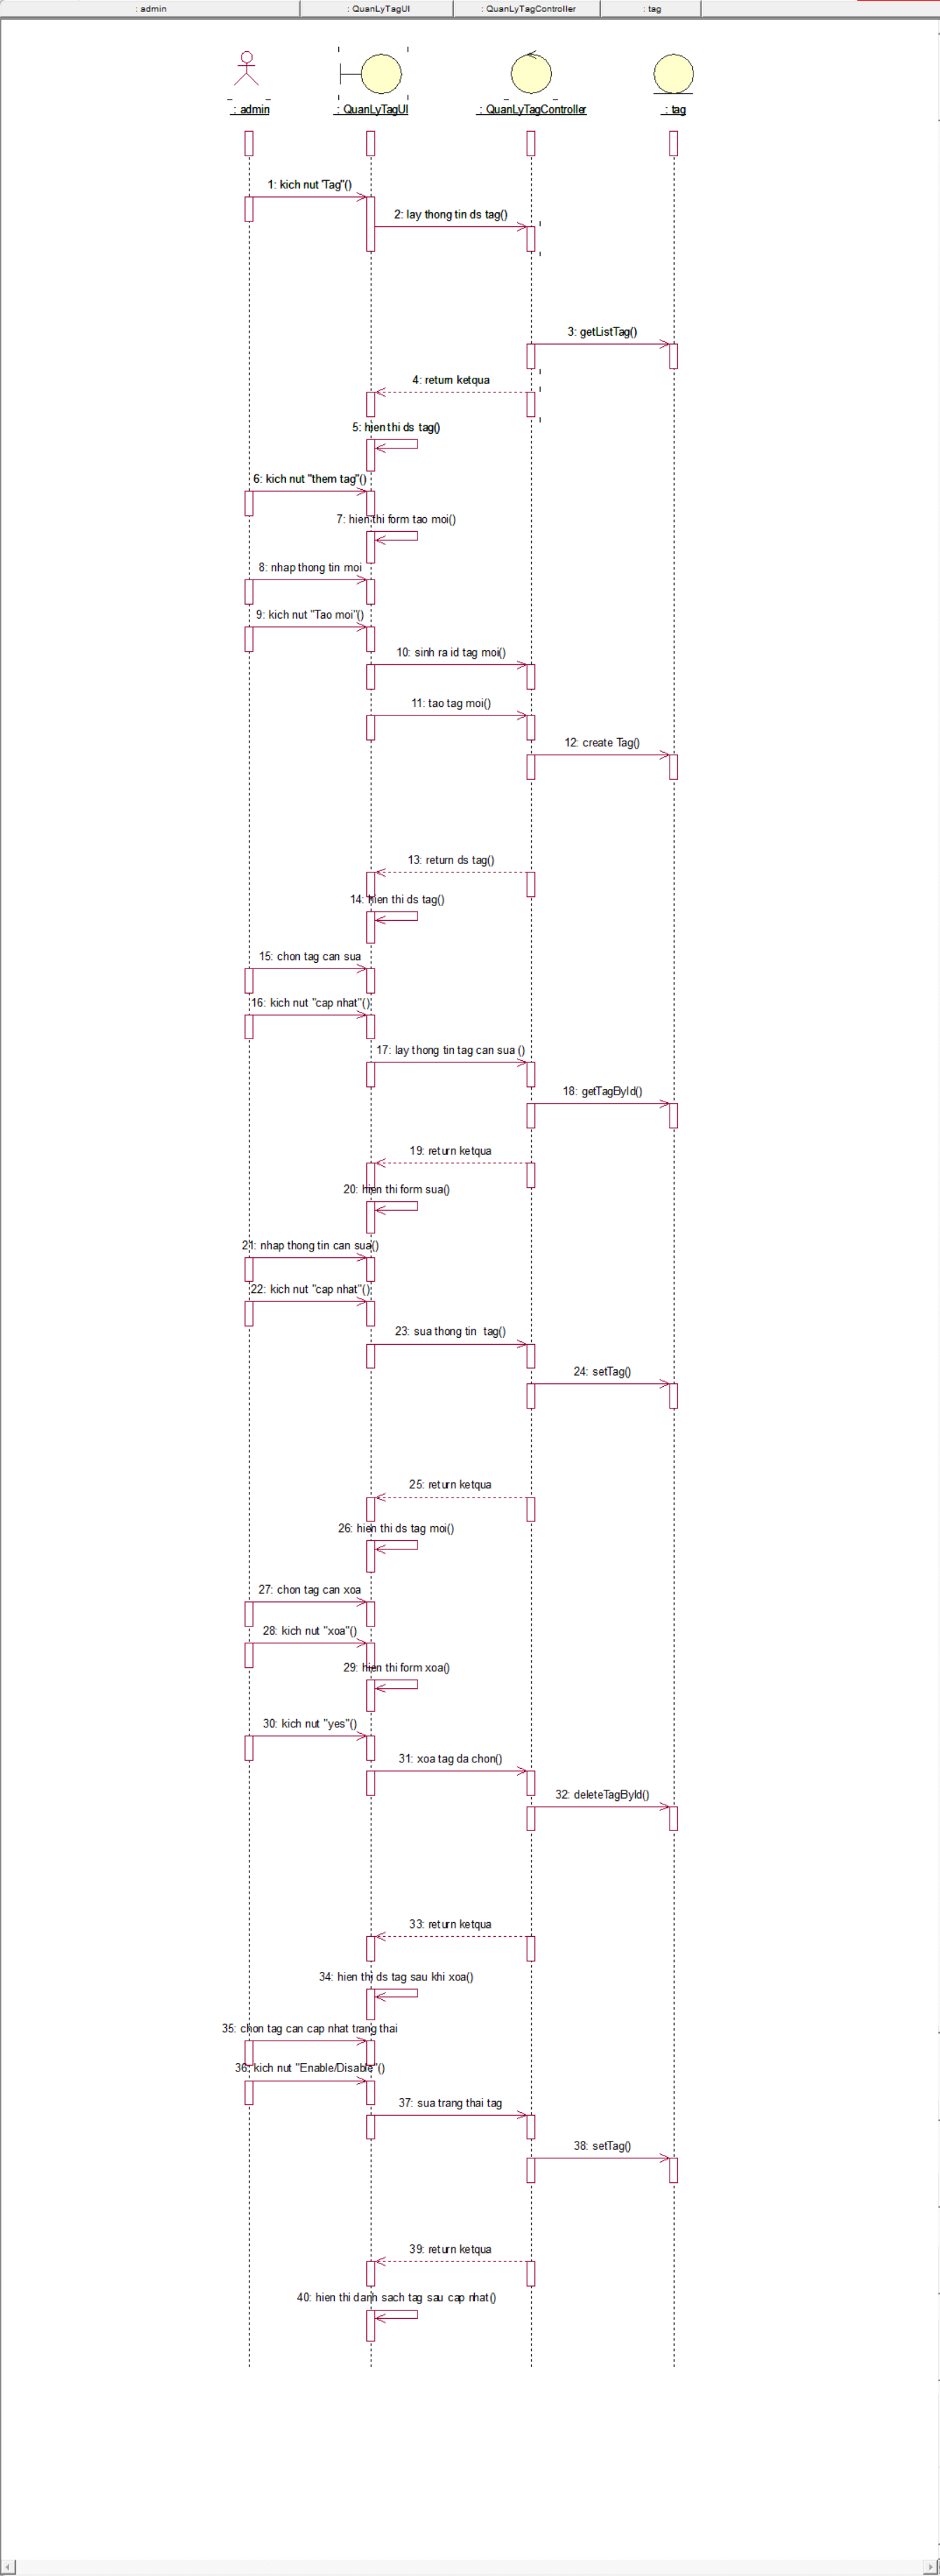 : admin
: QuanLyTagUI
: QuanLyTagController
: tag
: admin
: QuanLyTagUI
: QuanLyTagController
: tag
1: kich nut 'Tag"()
2: lay thong tin ds tag()
3: getListTag()
4: return ketqua
5: hien thi ds tag()
6: kich nut "them tag"()
7: hien thi form tao moi()
8: nhap thong tin moi
9: kich nut "Tao moi"()
10: sinh ra id tag moi()
11: tao tag moi()
12: create Tag()
13: return ds tag()
14: hien thi ds tag()
15: chon tag can sua
16: kich nut "cap nhat"()
17: lay thong tin tag can sua ()
18: getTagById()
19: return ketqua
20: hien thi form sua()
21: nhap thong tin can sua()
22: kich nut "cap nhat"()
23: sua thong tin  tag()
24: setTag()
25: return ketqua
26: hien thi ds tag moi()
27: chon tag can xoa
28: kich nut "xoa"()
29: hien thi form xoa()
30: kich nut "yes"()
31: xoa tag da chon()
32: deleteTagById()
33: return ketqua
34: hien thi ds tag sau khi xoa()
35: chon tag can cap nhat trang thai
36: kich nut "Enable/Disable"()
37: sua trang thai tag
38: setTag()
39: return ketqua
40: hien thi danh sach tag sau cap nhat()